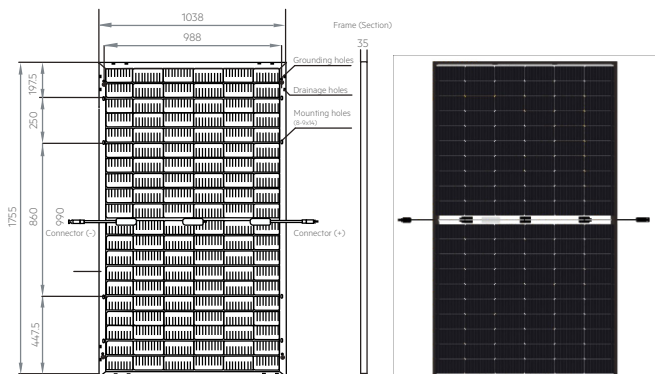 1038
988
Frame (Section)
35
Grounding holes
Drainage holes
Mounting holes
(8-9x14)
197.5
250
1755
860
990
Connector (-)
Connector (+)
447.5